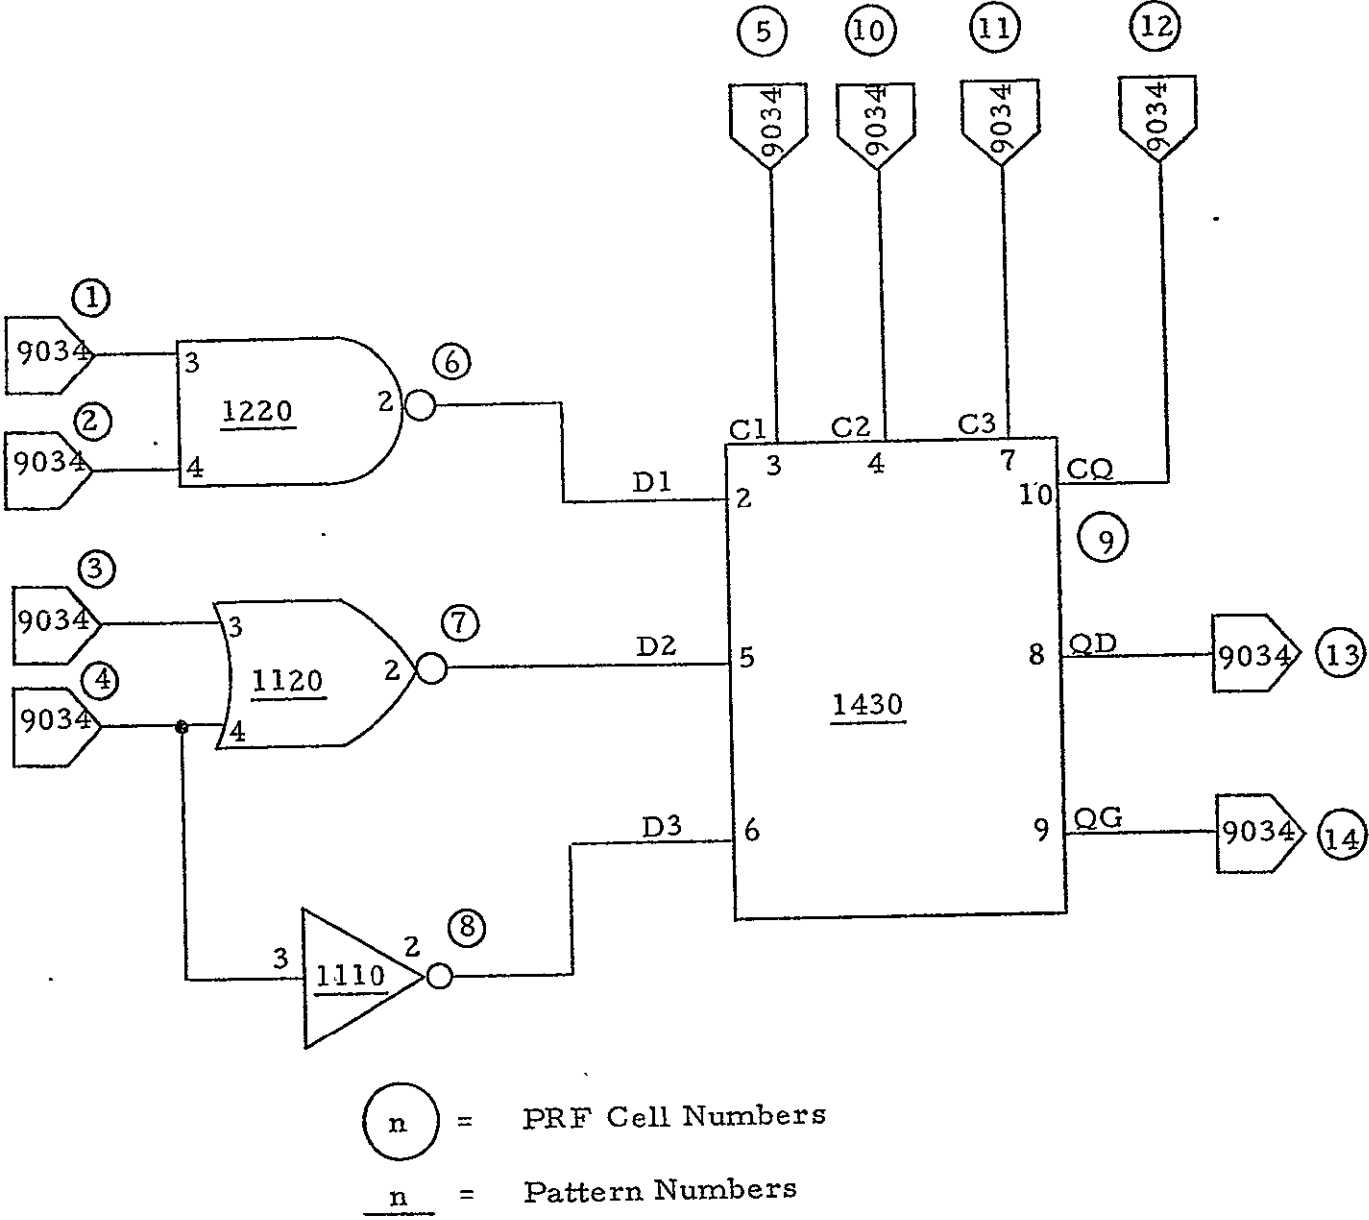 5 10 11 12
9034 9034 9034 9034
1
9034 3
1220 2 6
2
9034 4
C1 C2 C3
3 4 7
CQ
10
D1 2
9
3
9034 3
7
D2 5
1120 2
4
9034 4
8 QD 9034 13
1430
D3 6
9 QG 9034 14
8
3 1110 2
n = PRF Cell Numbers
n = Pattern Numbers